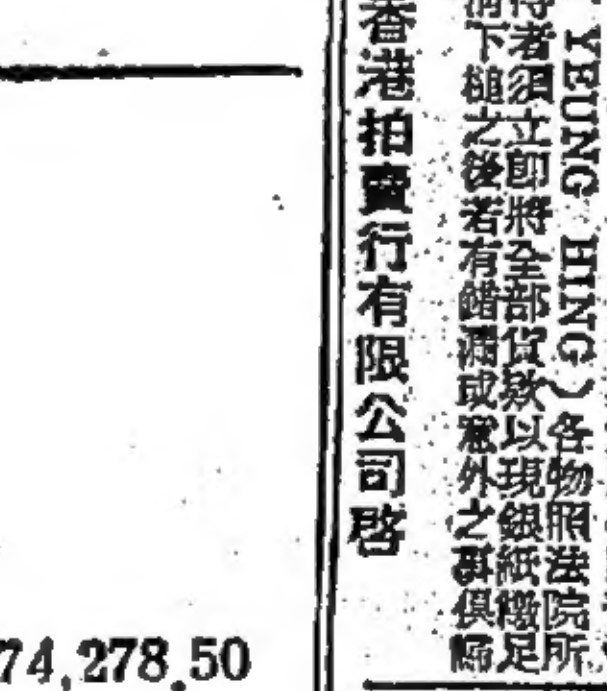 YEUNG HING）各物照法院所
者須立即將全部貨欵以現銀紙繳足
下槌之後若有錯漏或意外之事俱歸
香港拍賣行有限公司啓
74,278.50